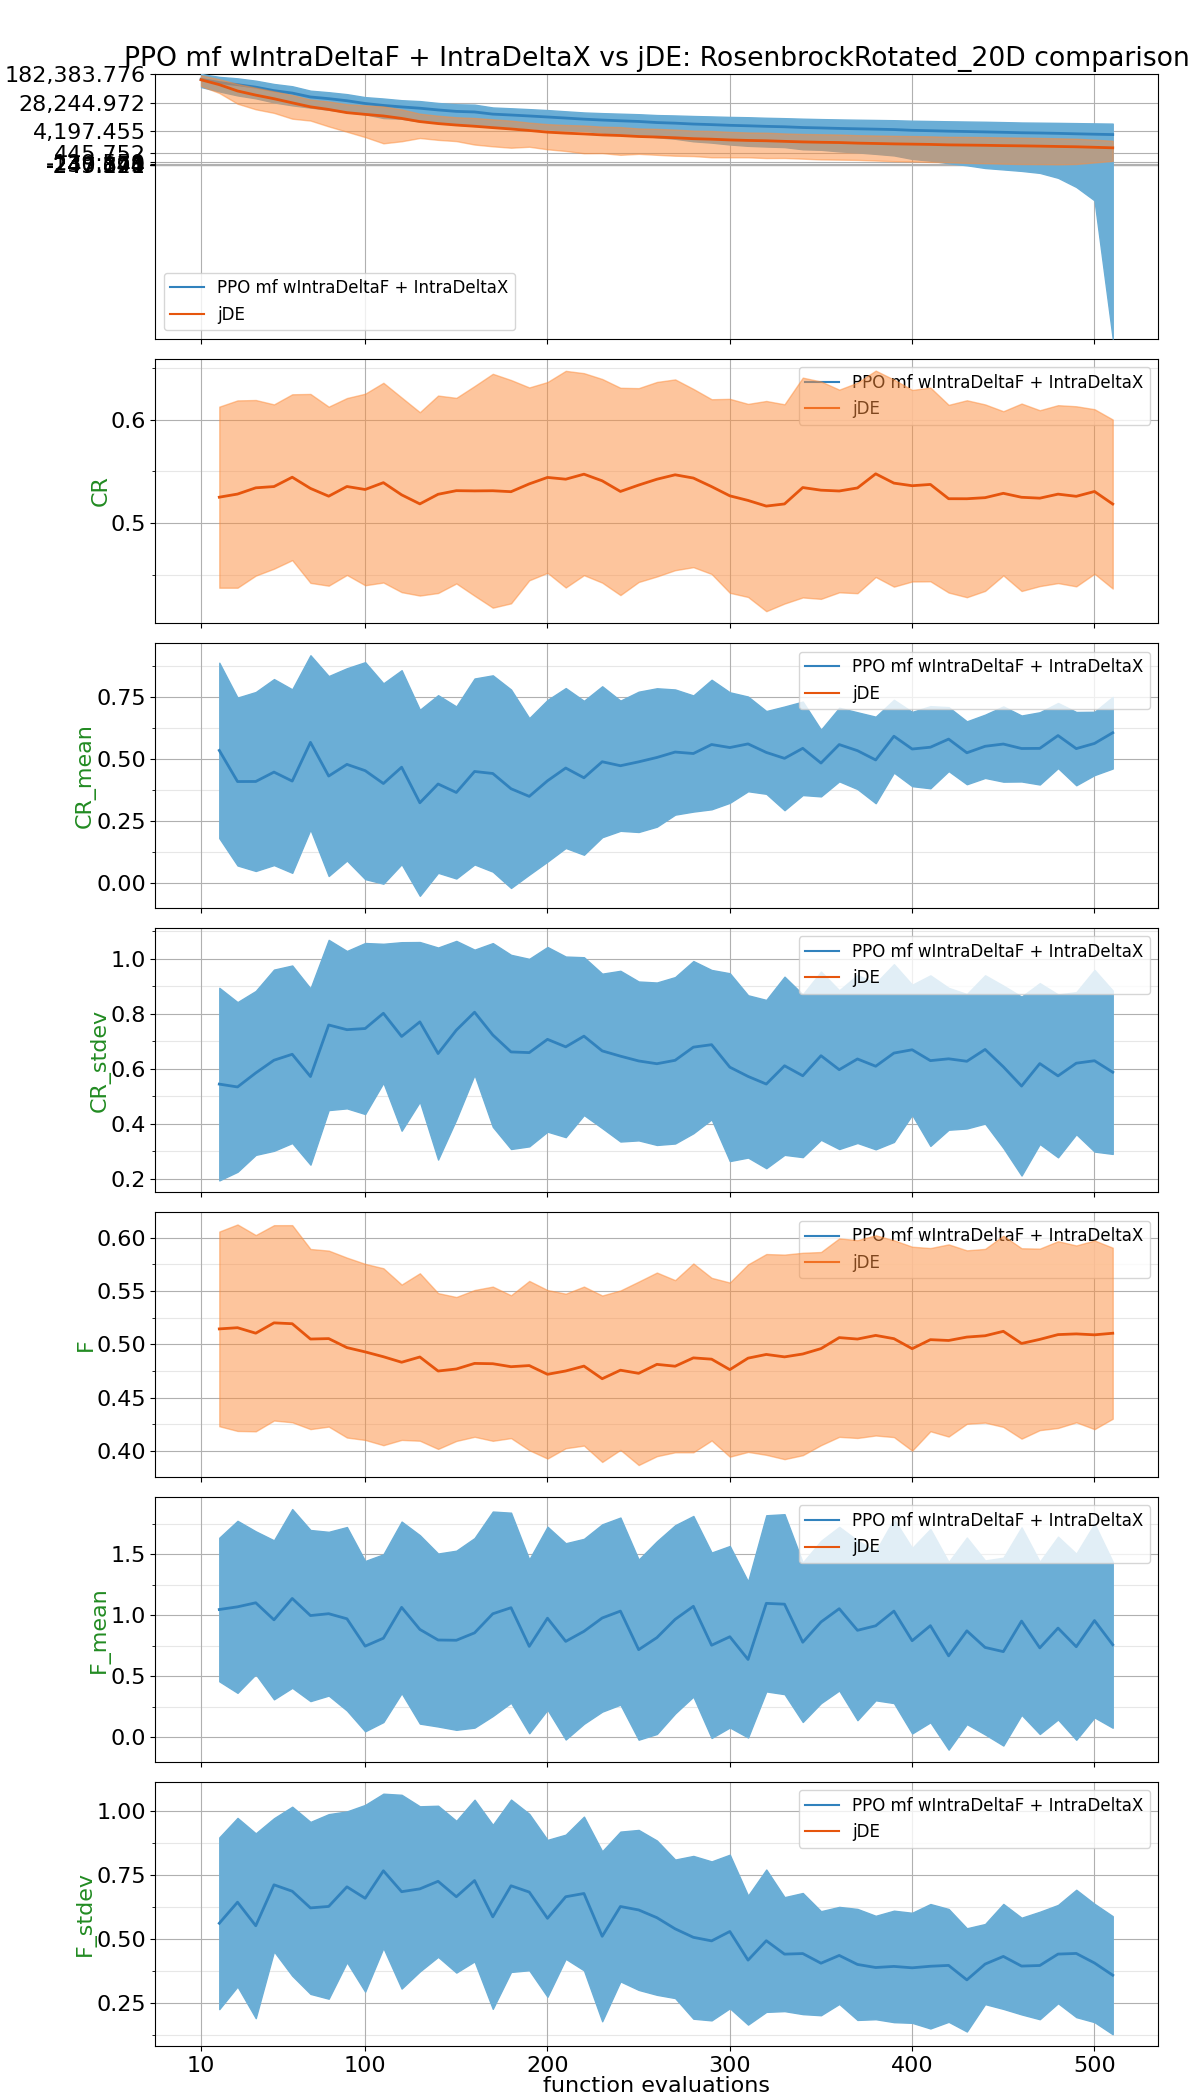 PPO mf wIntraDeltaF + IntraDeltaX vs jDE: RosenbrockRotated_20D comparison
182,383.776
28,244.972
4,197.455
445.752
PPO mf wIntraDeltaF + IntraDeltaX
jDE
CR
0.6
0.5
PPO mf wIntraDeltaF + IntraDeltaX
jDE
CR_mean
0.75
0.50
0.25
0.00
PPO mf wIntraDeltaF + IntraDeltaX
jDE
CR_stdev
1.0
0.8
0.6
0.4
0.2
PPO mf wIntraDeltaF + IntraDeltaX
jDE
F
0.60
0.55
0.50
0.45
0.40
PPO mf wIntraDeltaF + IntraDeltaX
jDE
F_mean
1.5
1.0
0.5
0.0
PPO mf wIntraDeltaF + IntraDeltaX
jDE
F_stdev
1.00
0.75
0.50
0.25
PPO mf wIntraDeltaF + IntraDeltaX
jDE
10 100 200 300 400 500
function evaluations